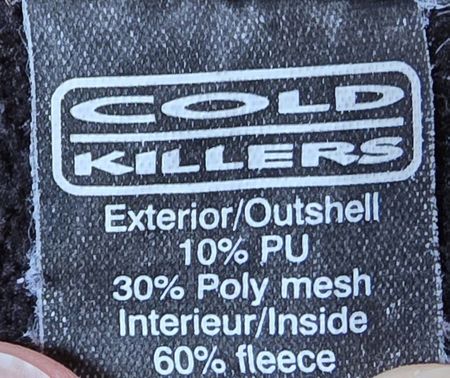 COLD
KILLERS
Exterior/Outshell
10% PU
30% Poly mesh
Interieur/Inside
60% fleece